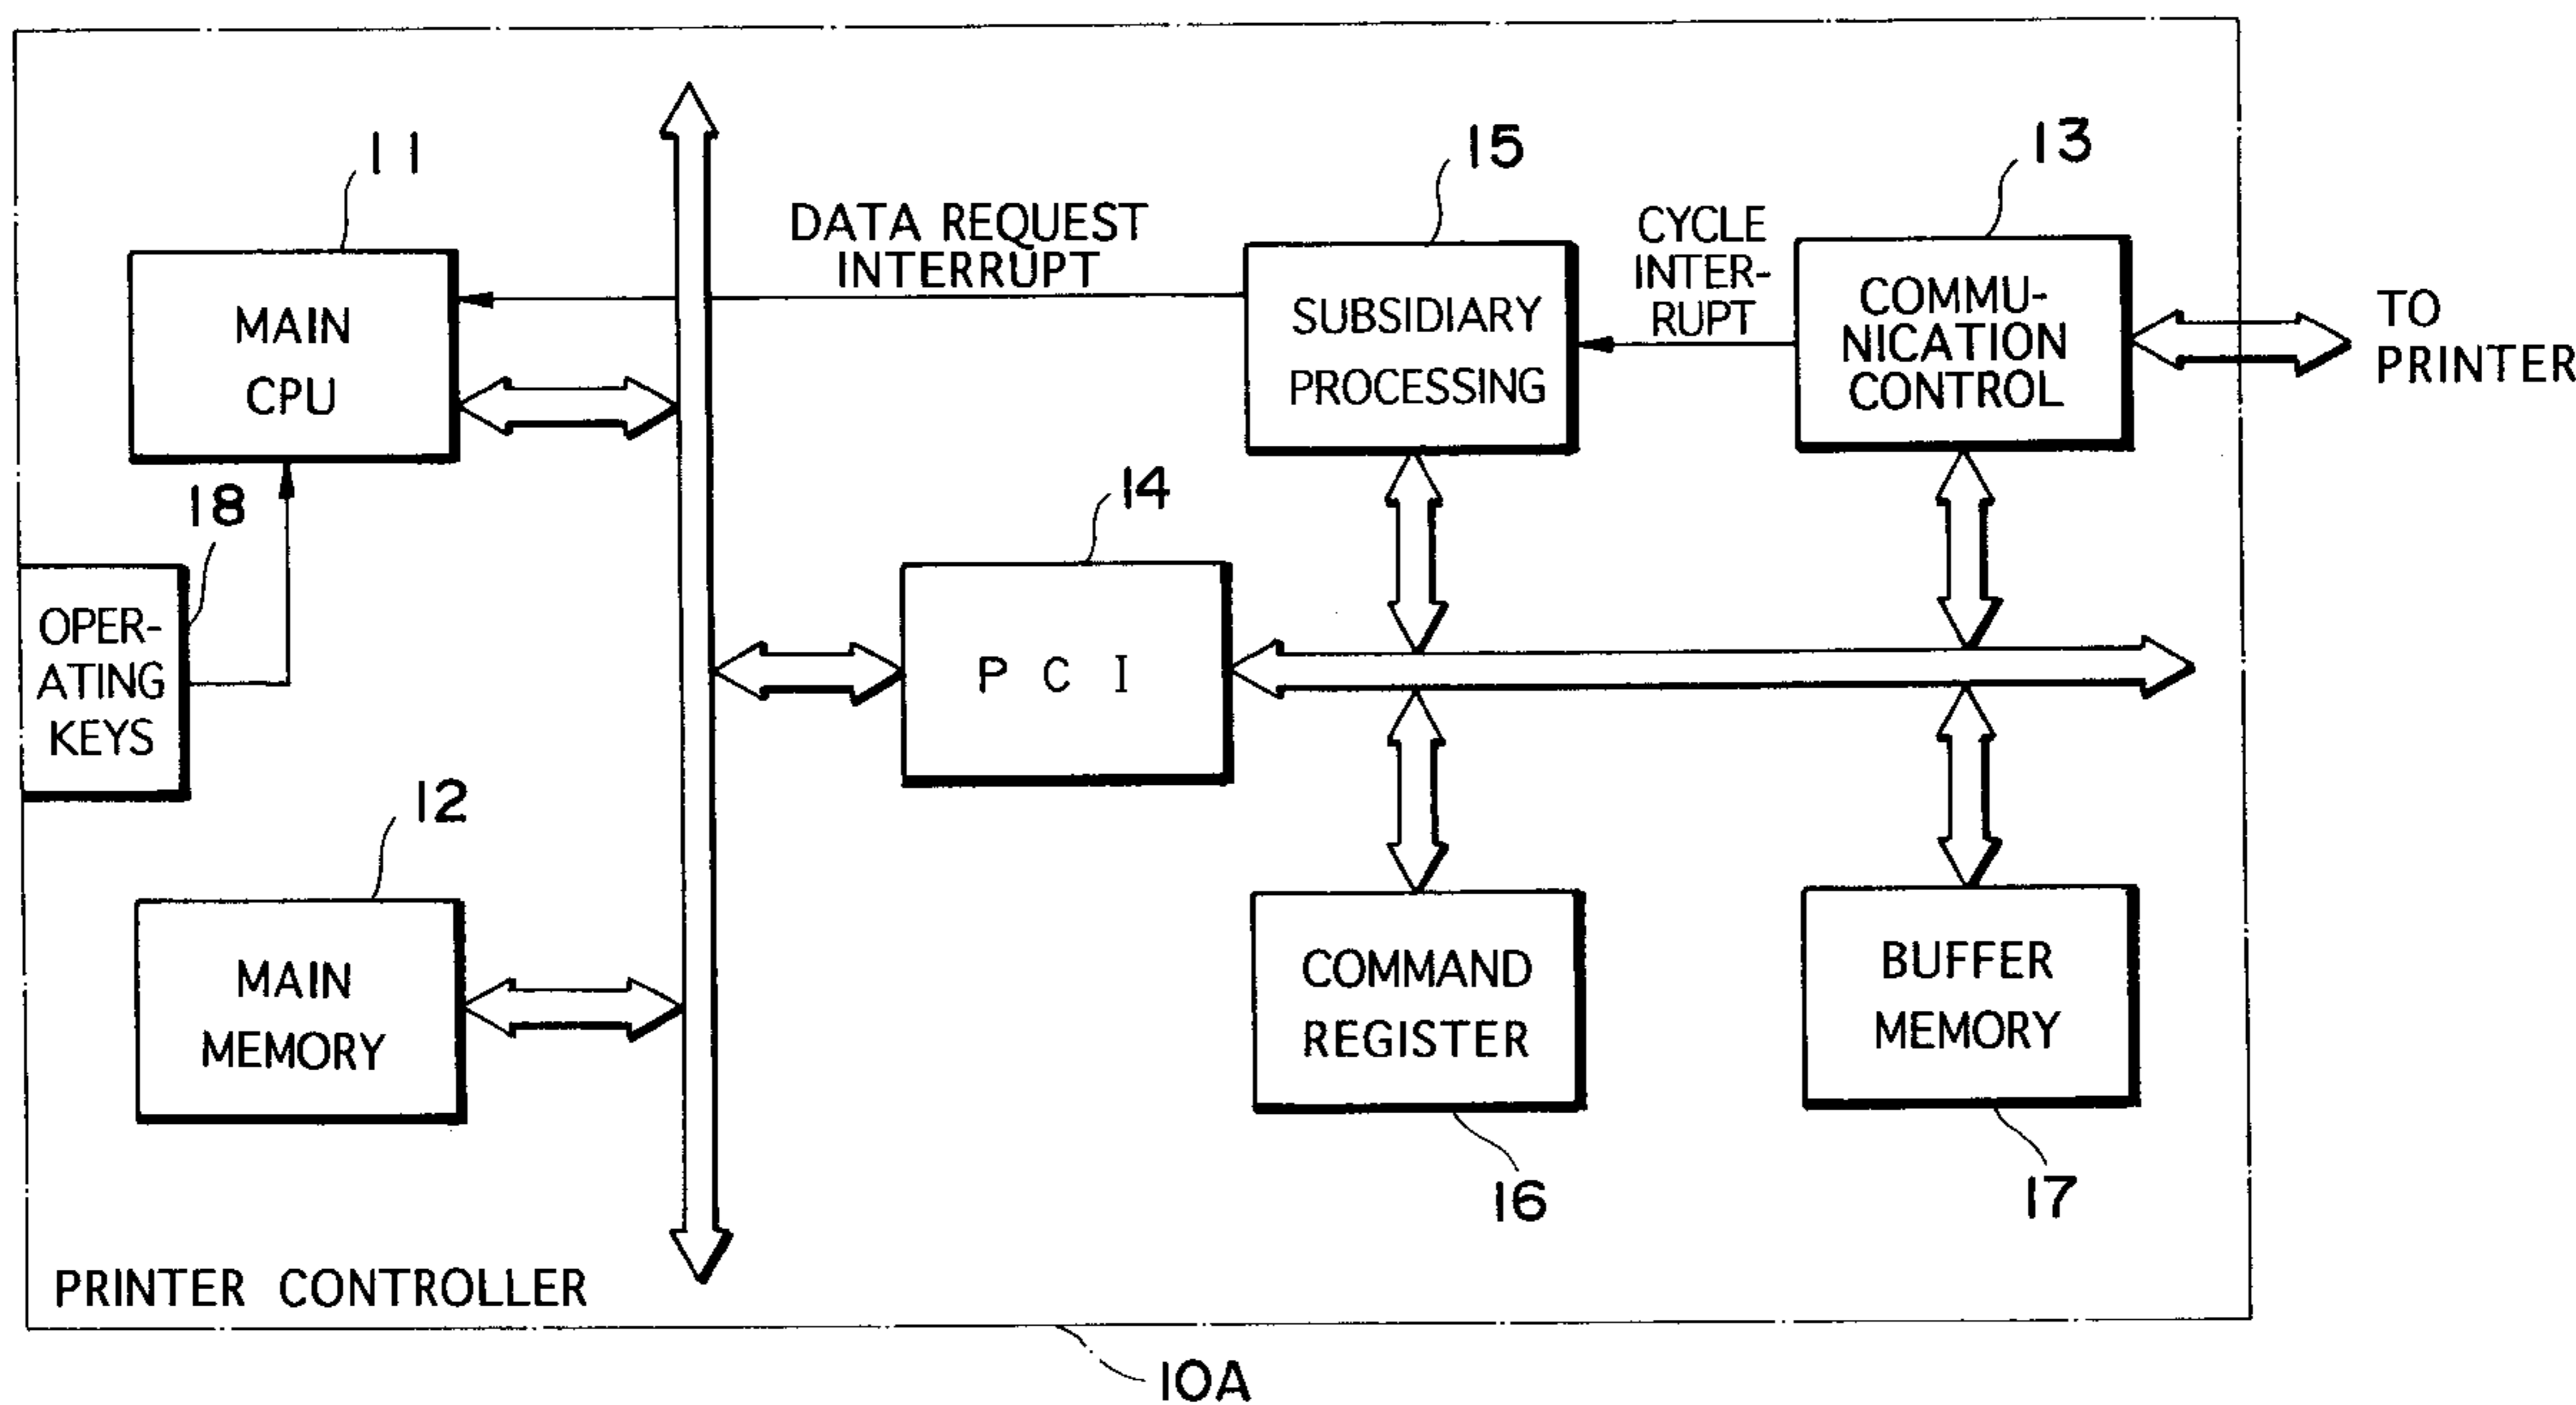 11
MAIN
CPU
DATA REQUEST
INTERRUPT
15
SUBSIDIARY
PROCESSING
CYCLE
INTER-
RUPT
13
COMMU-
NICATION
CONTROL
TO
PRINTER
18
OPER-
ATING
KEYS
14
P C I
12
MAIN
MEMORY
COMMAND
REGISTER
16
BUFFER
MEMORY
17
PRINTER CONTROLLER
10A